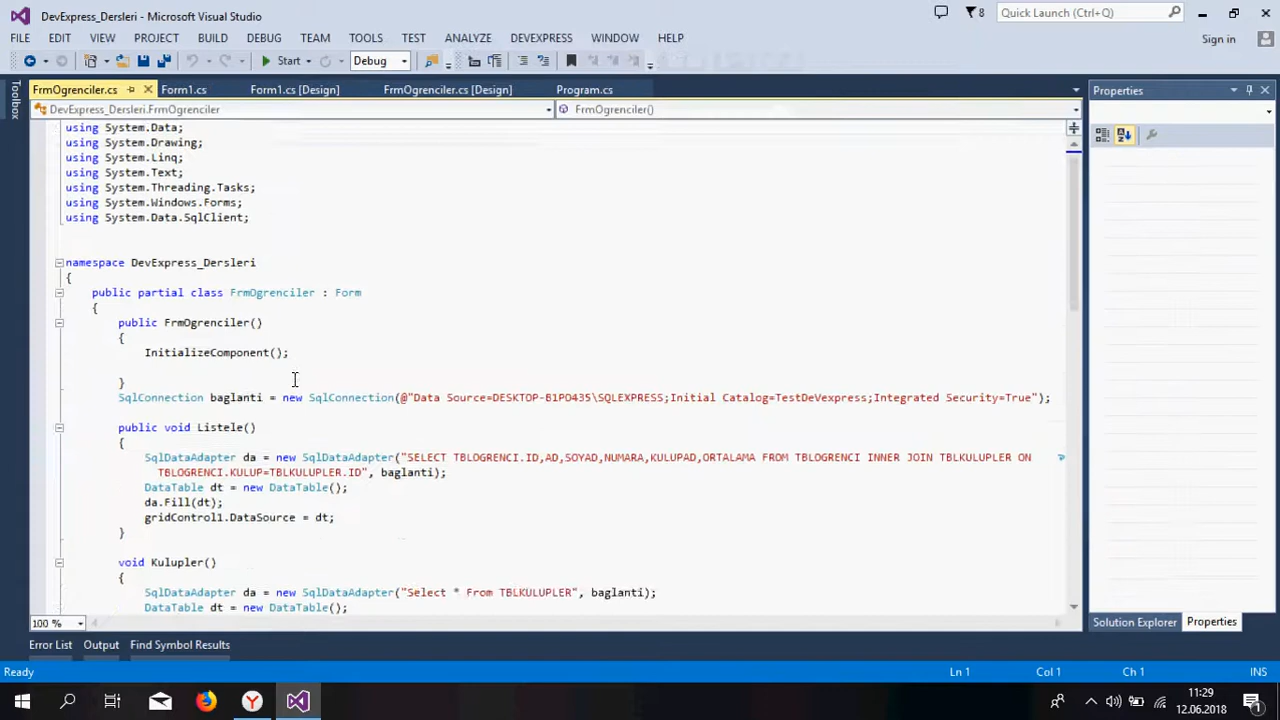 DevExpress_Dersleri - Microsoft Visual Studio
8
Quick Launch (Ctrl+Q)
FILE EDIT VIEW PROJECT BUILD DEBUG TEAM TOOLS TEST ANALYZE DEVEXPRESS WINDOW HELP
Sign in
Start Debug
Toolbox
FrmOgrenciler.cs Form1.cs Form1.cs [Design] FrmOgrenciler.cs [Design] Program.cs
Properties
DevExpress_Dersleri.FrmOgrenciler FrmOgrenciler()
using System.Data;
using System.Drawing;
using System.Linq;
using System.Text;
using System.Threading.Tasks;
using System.Windows.Forms;
using System.Data.SqlClient;
namespace DevExpress_Dersleri
{
public partial class FrmOgrenciler : Form
{
public FrmOgrenciler()
{
InitializeComponent();
}
SqlConnection baglanti = new SqlConnection(@"Data Source=DESKTOP-B1PO435\SQLEXPRESS;Initial Catalog=TestDeVexpress;Integrated Security=True");
public void Listele()
{
SqlDataAdapter da = new SqlDataAdapter("SELECT TBLOGRENCI.ID,AD,SOYAD,NUMARA,KULUPAD,ORTALAMA FROM TBLOGRENCI INNER JOIN TBLKULUPLER ON
TBLOGRENCI.KULUP=TBLKULUPLER.ID", baglanti);
DataTable dt = new DataTable();
da.Fill(dt);
gridControl1.DataSource = dt;
}
void Kulupler()
{
SqlDataAdapter da = new SqlDataAdapter("Select * From TBLKULUPLER", baglanti);
DataTable dt = new DataTable();
100 %
Solution Explorer Properties
Error List Output Find Symbol Results
Ready Ln 1 Col 1 Ch 1 INS
11:29
12.06.2018
1